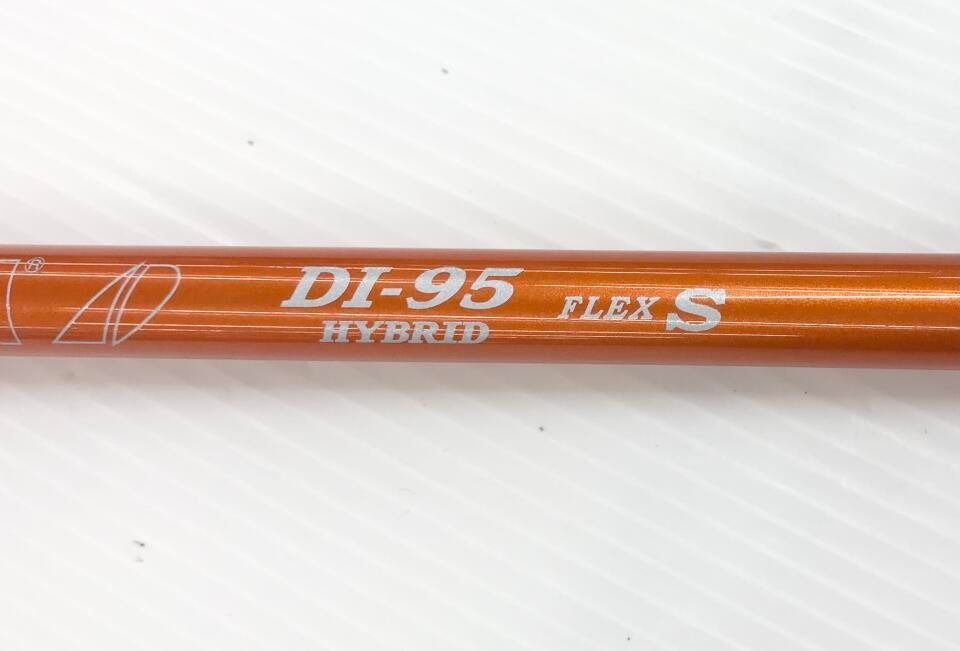 ®
DI-95
HYBRID
FLEX S